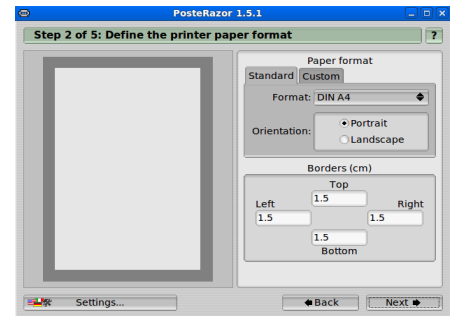 PosteRazor 1.5.1
Step 2 of 5: Define the printer paper format
?
Paper format
Standard Custom
Format: DIN A4
Orientation:
Portrait
Landscape
Borders (cm)
Top
Left 1.5 Right
1.5 1.5
1.5
Bottom
Settings... Back Next